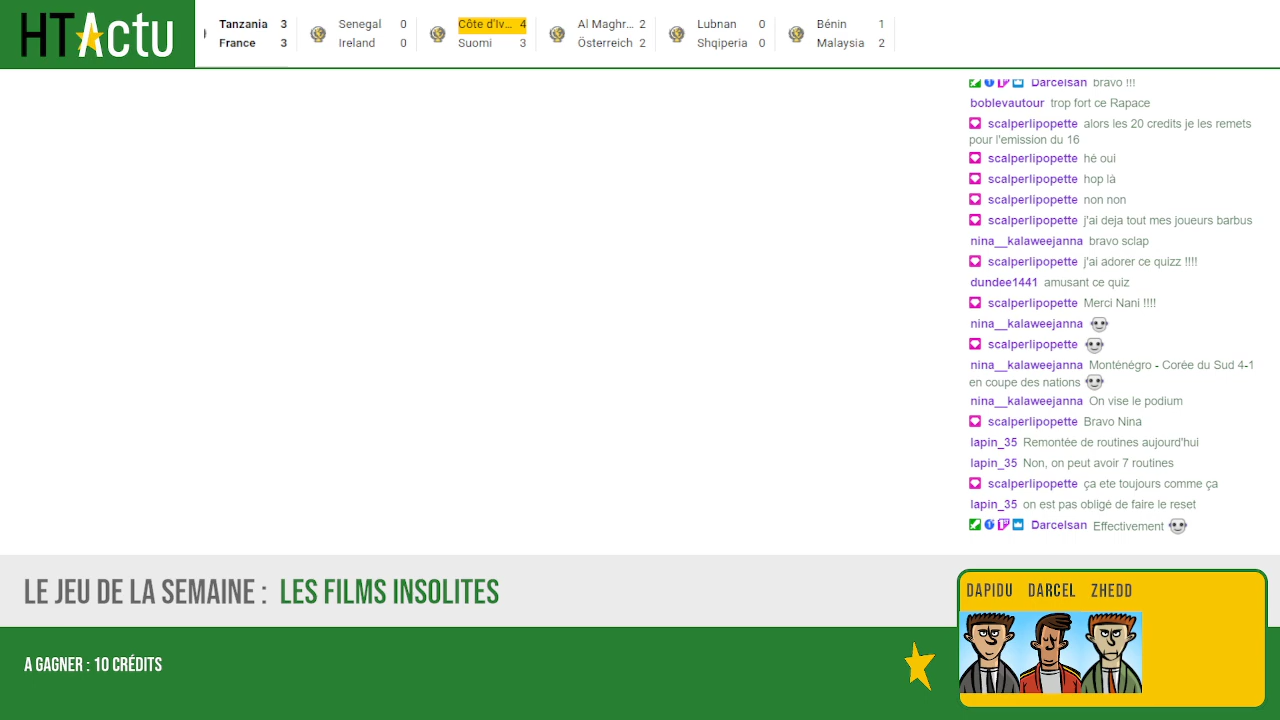 HTActu
Tanzania 3
France 3
Senegal 0
Ireland 0
Côte d'Iv... 4
Suomi 3
Al Maghr... 2
Österreich 2
Lubnan 0
Shqiperia 0
Bénin 1
Malaysia 2
Darcelsan bravo !!!
boblevautour trop fort ce Rapace
scalperlipopette alors les 20 credits je les remets
pour l'emission du 16
scalperlipopette hé oui
scalperlipopette hop là
scalperlipopette non non
scalperlipopette j'ai deja tout mes joueurs barbus
nina__kalaweejanna bravo sclap
scalperlipopette j'ai adorer ce quizz !!!!
dundee1441 amusant ce quiz
scalperlipopette Merci Nani !!!!
nina__kalaweejanna
scalperlipopette
nina__kalaweejanna Monténégro - Corée du Sud 4-1
en coupe des nations
nina__kalaweejanna On vise le podium
scalperlipopette Bravo Nina
lapin_35 Remontée de routines aujourd'hui
lapin_35 Non, on peut avoir 7 routines
scalperlipopette ça ete toujours comme ça
lapin_35 on est pas obligé de faire le reset
Darcelsan Effectivement
LE JEU DE LA SEMAINE : LES FILMS INSOLITES
A GAGNER : 10 CRÉDITS
DAPIDU DARCEL ZHEDD